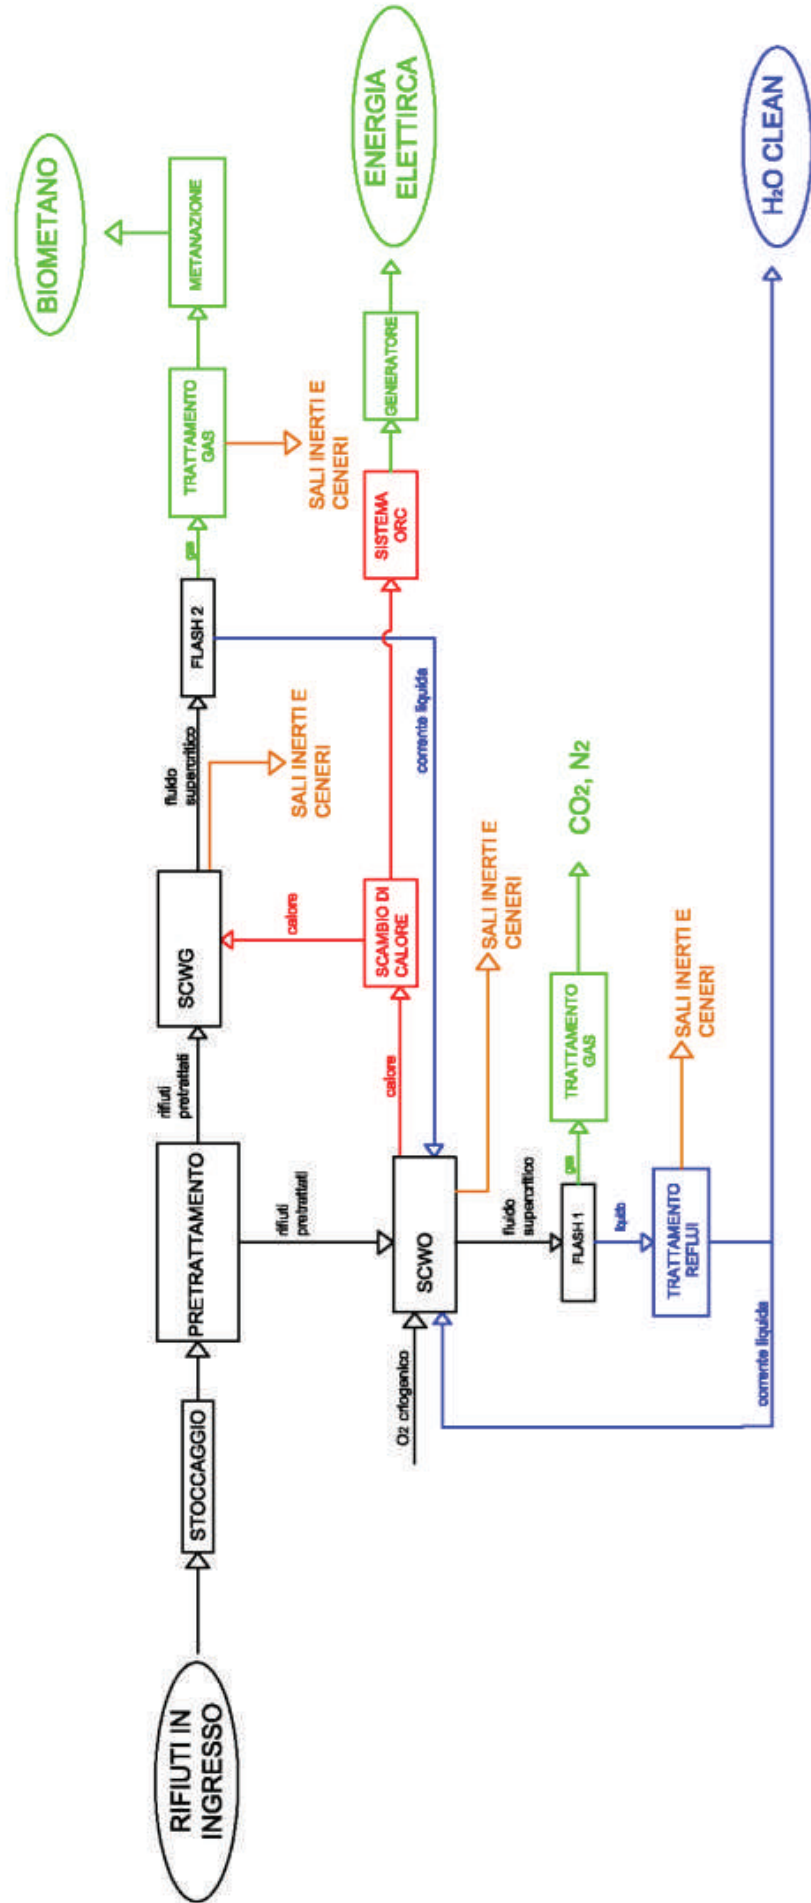 RIFIUTI IN
INGRESSO
STOCCAGGIO
PRETRATTAMENTO
rifiuti
pretrattati
SCWG
fluido
supercritico
SALI INERTI E
CENERI
FLASH 2
gas
TRATTAMENTO
GAS
SALI INERTI E
CENERI
METANAZIONE
BIOMETANO
rifiuti
pretrattati
O2 criogenico
SCWO
calore
SCAMBIO DI
CALORE
calore
corrente liquida
SISTEMA
ORC
GENERATORE
ENERGIA
ELETTIRCA
SALI INERTI E
CENERI
fluido
supercritico
FLASH 1
gas
TRATTAMENTO
GAS
CO2, N2
liquido
TRATTAMENTO
REFLUI
SALI INERTI E
CENERI
corrente liquida
H2O CLEAN